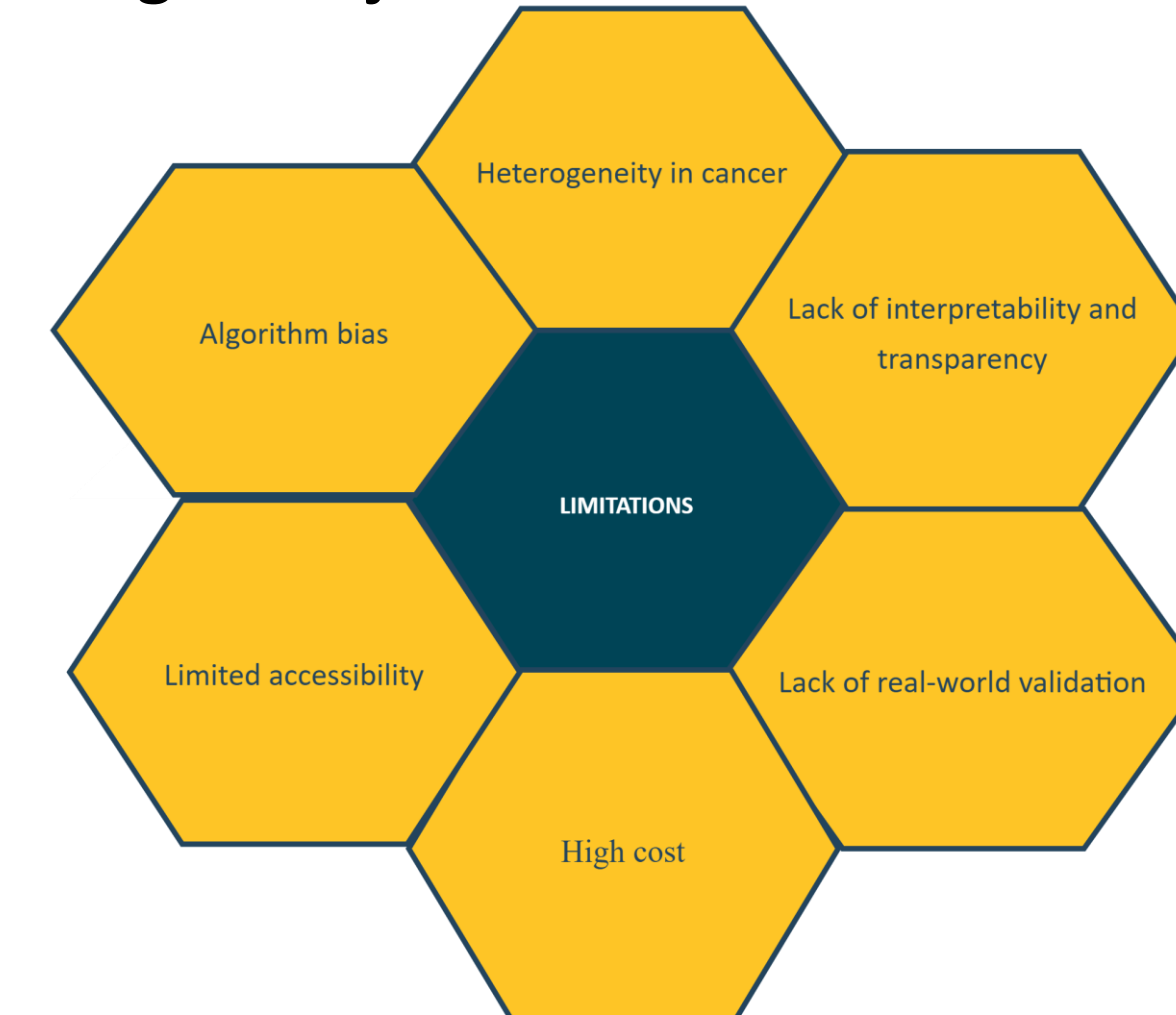 Heterogeneity in cancer
Lack of interpretability and
transparency
Algorithm bias
LIMITATIONS
Limited accessibility
Lack of real-world validation
High cost